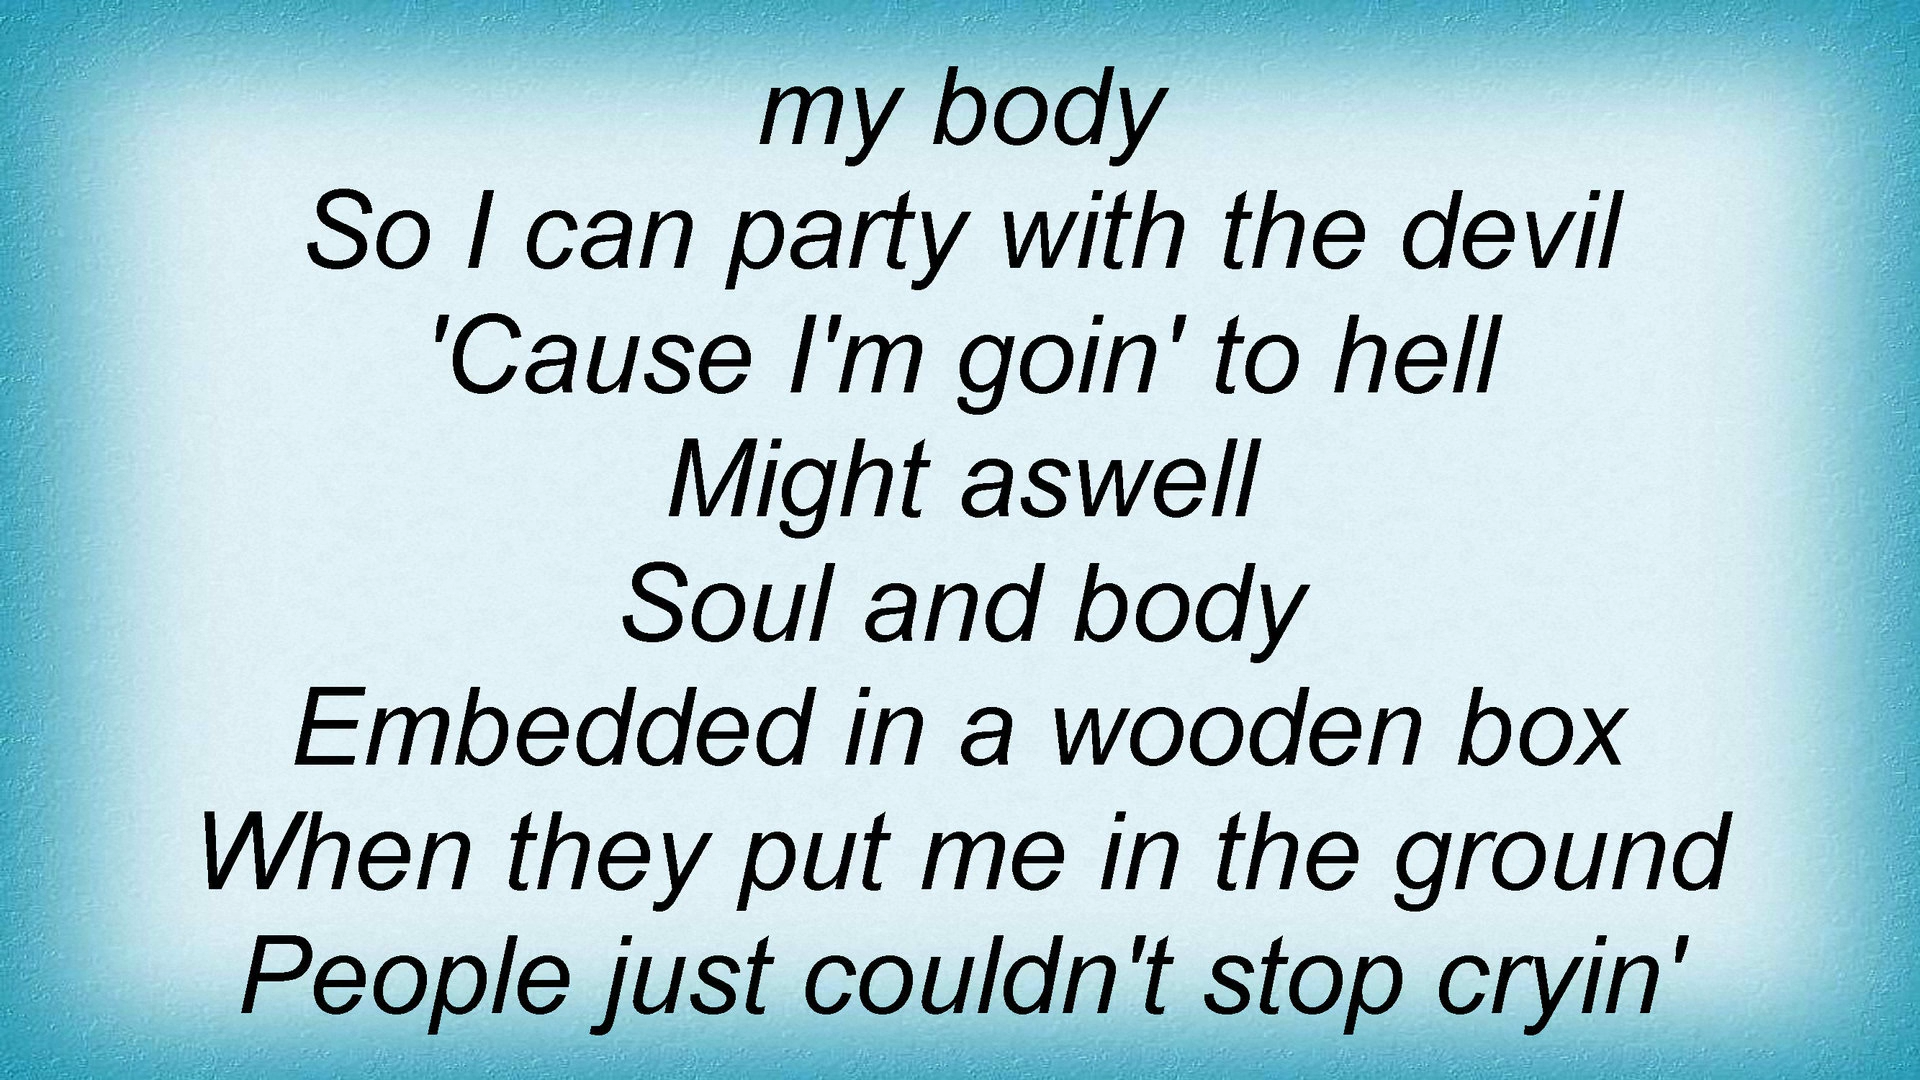 my body
So I can party with the devil
'Cause I'm goin' to hell
Might aswell
Soul and body
Embedded in a wooden box
When they put me in the ground
People just couldn't stop cryin'